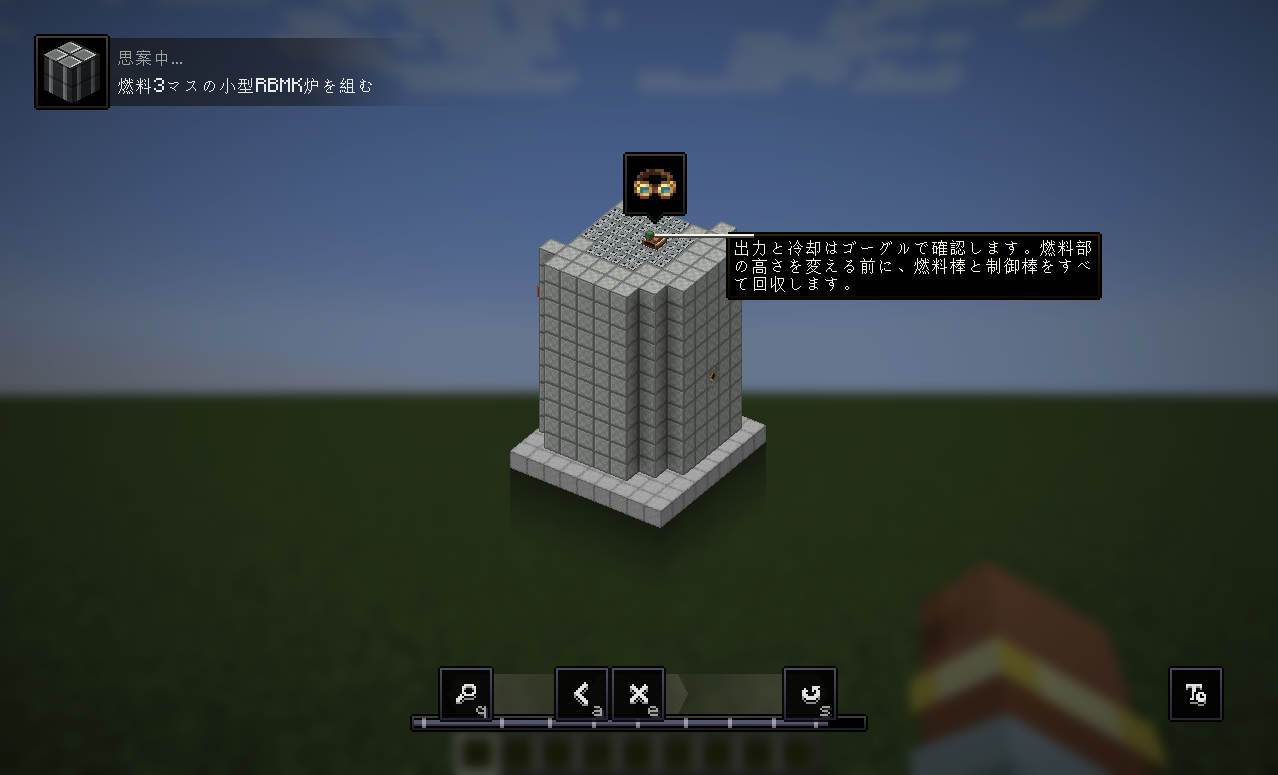 思案中...
燃料3マスの小型RBMK炉を組む
出力と冷却はゴーグルで確認します。燃料部
の高さを変える前に、燃料棒と制御棒をすべ
て回収します。
q
a
e
s
T